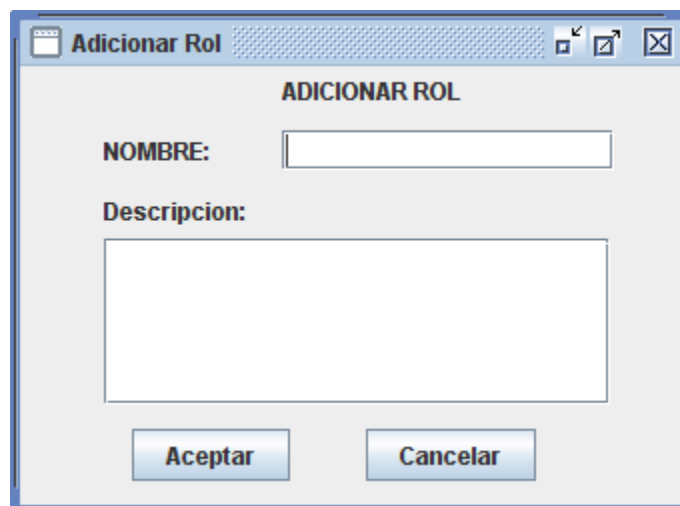 Adicionar Rol
ADICIONAR ROL
NOMBRE:
Descripcion:
Aceptar Cancelar